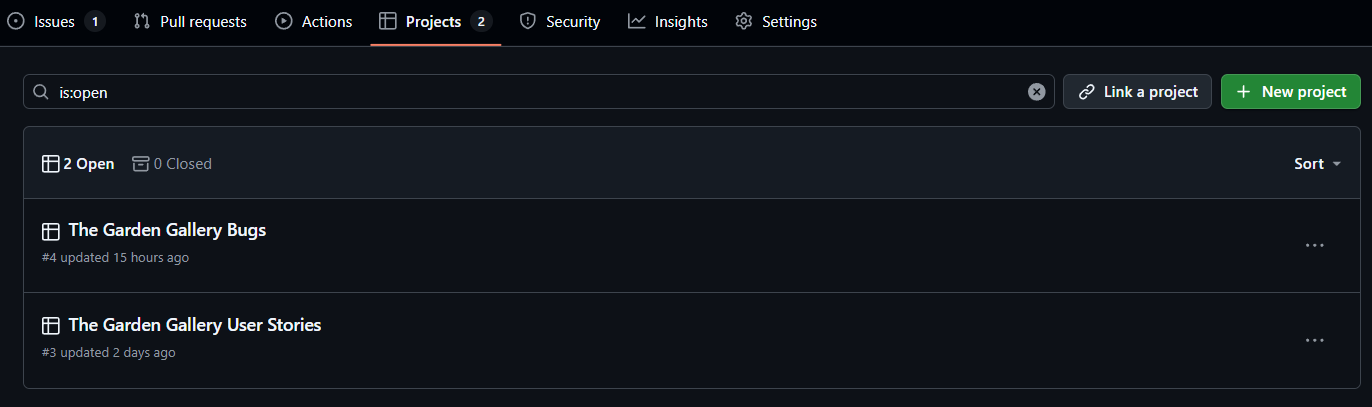 Issues 1 Pull requests Actions Projects 2 Security Insights Settings
is:open Link a project New project
2 Open 0 Closed Sort
The Garden Gallery Bugs
#4 updated 15 hours ago
The Garden Gallery User Stories
#3 updated 2 days ago